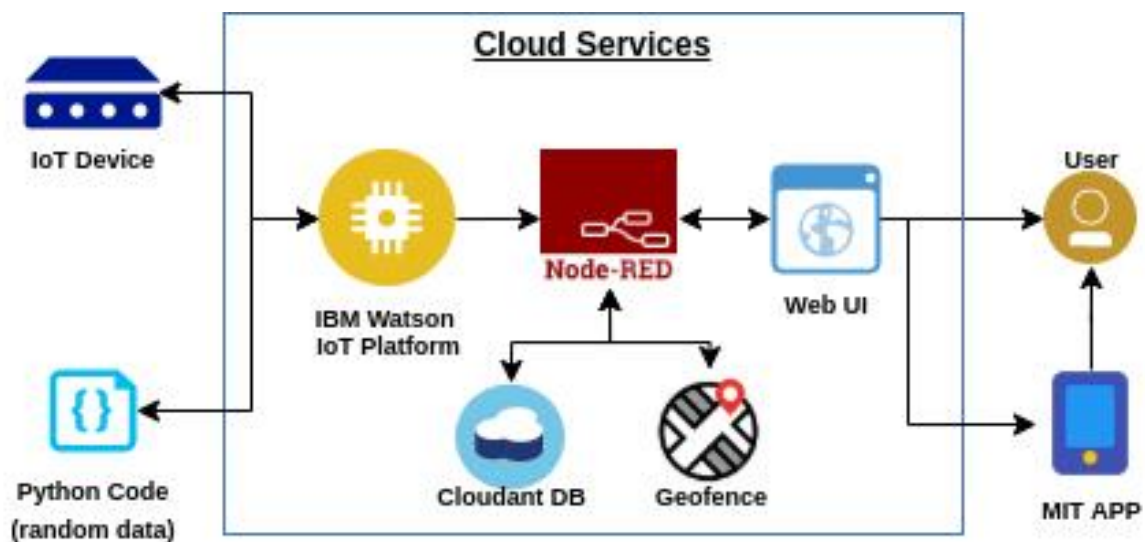 Cloud Services
IoT Device
User
Node-RED
Web UI
IBM Watson
IoT Platform
{}
Python Code
(random data)
Cloudant DB
Geofence
MIT APP